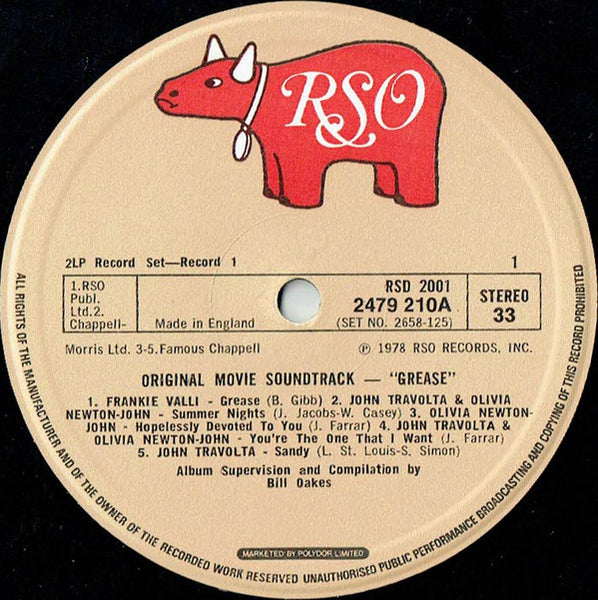 RSO
2LP Record Set—Record 1
1
1.RSO
Publ.
Ltd.2.
Chappell-
Made in England
RSD 2001
2479 210A
(SET NO. 2658-125)
STEREO
33
Morris Ltd. 3-5.Famous Chappell
℗ 1978 RSO RECORDS, INC.
ORIGINAL MOVIE SOUNDTRACK — "GREASE"
1. FRANKIE VALLI - Grease (B. Gibb) 2. JOHN TRAVOLTA & OLIVIA
NEWTON-JOHN - Summer Nights (J. Jacobs-W. Casey) 3. OLIVIA NEWTON-
JOHN - Hopelessly Devoted To You (J. Farrar) 4. JOHN TRAVOLTA &
OLIVIA NEWTON-JOHN - You're The One That I Want (J. Farrar)
5. JOHN TRAVOLTA - Sandy (L. St. Louis-S. Simon)
Album Supervision and Compilation by
Bill Oakes
MARKETED BY POLYDOR LIMITED
ALL RIGHTS OF THE MANUFACTURER AND OF THE OWNER OF THE RECORDED WORK RESERVED UNAUTHORISED PUBLIC PERFORMANCE BROADCASTING AND COPYING OF THIS RECORD PROHIBITED